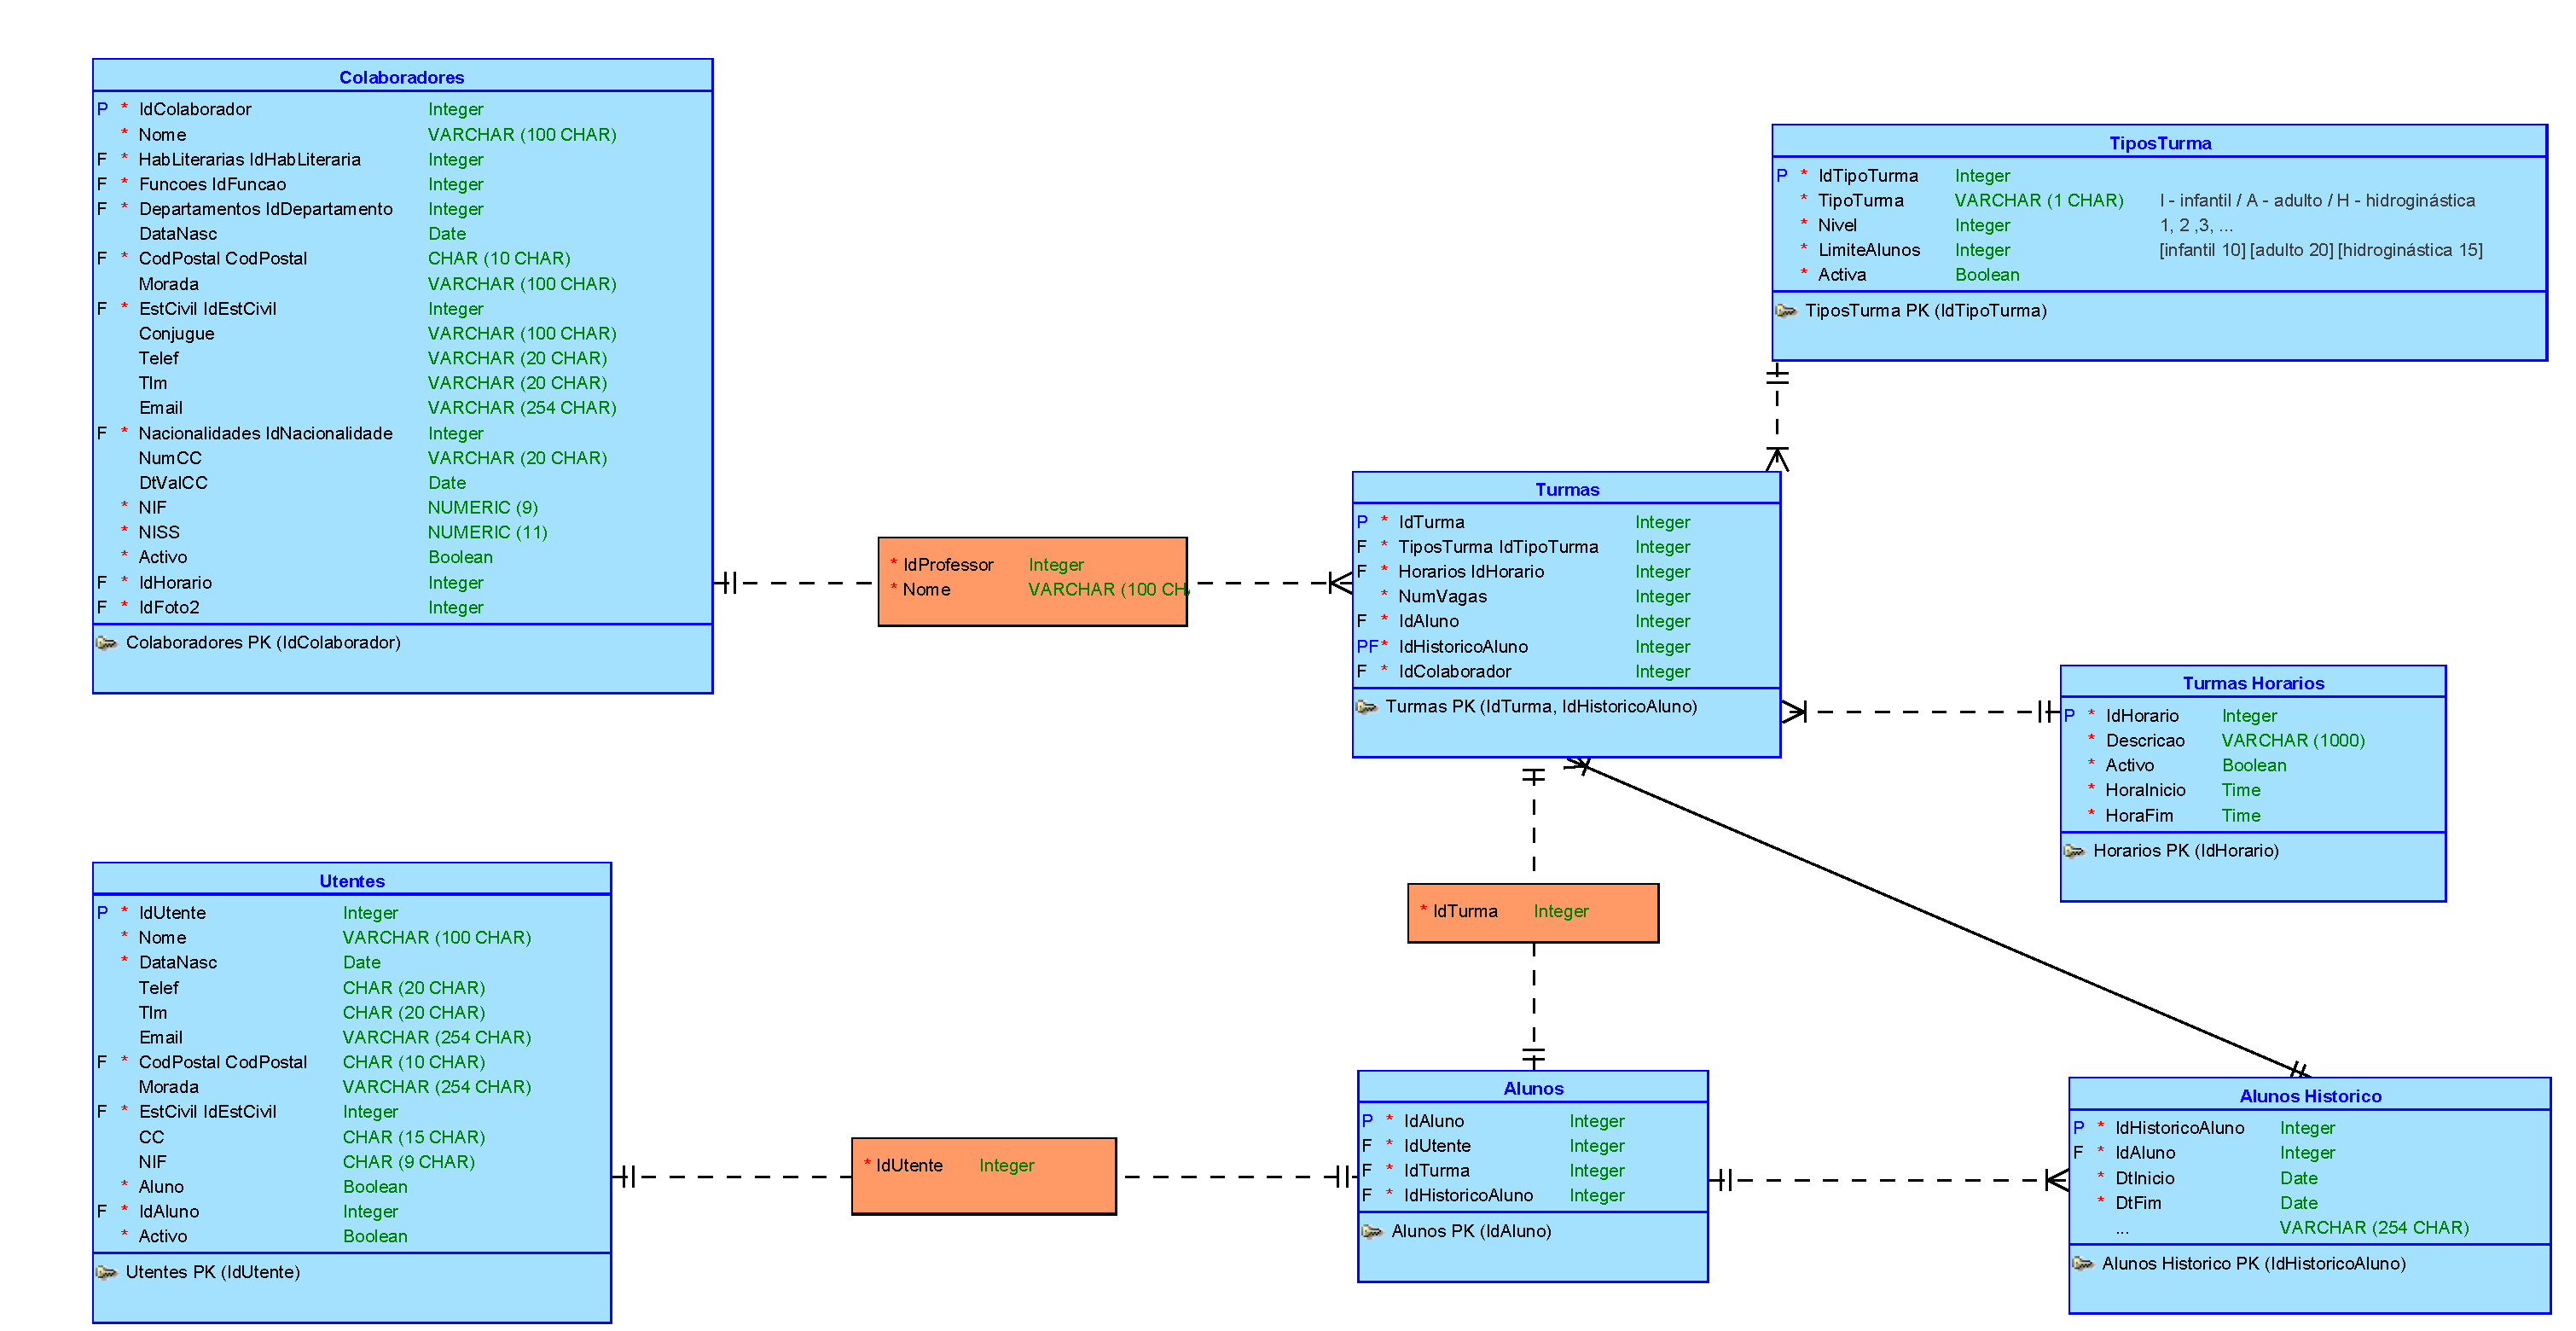 Colaboradores
P * IdColaborador Integer
* Nome VARCHAR (100 CHAR)
F * HabLiterarias IdHabLiteraria Integer
F * Funcoes IdFuncao Integer
F * Departamentos IdDepartamento Integer
DataNasc Date
F * CodPostal CodPostal CHAR (10 CHAR)
Morada VARCHAR (100 CHAR)
F * EstCivil IdEstCivil Integer
Conjugue VARCHAR (100 CHAR)
Telef VARCHAR (20 CHAR)
Tlm VARCHAR (20 CHAR)
Email VARCHAR (254 CHAR)
F * Nacionalidades IdNacionalidade Integer
NumCC VARCHAR (20 CHAR)
DtValCC Date
* NIF NUMERIC (9)
* NISS NUMERIC (11)
* Activo Boolean
F * IdHorario Integer
F * IdFoto2 Integer
Colaboradores PK (IdColaborador)
TiposTurma
P * IdTipoTurma Integer
* TipoTurma VARCHAR (1 CHAR) I - infantil / A - adulto / H - hidroginástica
* Nivel Integer 1, 2 ,3, ...
* LimiteAlunos Integer [infantil 10] [adulto 20] [hidroginástica 15]
* Activa Boolean
TiposTurma PK (IdTipoTurma)
* IdProfessor Integer
* Nome VARCHAR (100 CH
Turmas
P * IdTurma Integer
F * TiposTurma IdTipoTurma Integer
F * Horarios IdHorario Integer
* NumVagas Integer
F * IdAluno Integer
PF* IdHistoricoAluno Integer
F * IdColaborador Integer
Turmas PK (IdTurma, IdHistoricoAluno)
Turmas Horarios
P * IdHorario Integer
* Descricao VARCHAR (1000)
* Activo Boolean
* HoraInicio Time
* HoraFim Time
Horarios PK (IdHorario)
* IdTurma Integer
Utentes
P * IdUtente Integer
* Nome VARCHAR (100 CHAR)
* DataNasc Date
Telef CHAR (20 CHAR)
Tlm CHAR (20 CHAR)
Email VARCHAR (254 CHAR)
F * CodPostal CodPostal CHAR (10 CHAR)
Morada VARCHAR (254 CHAR)
F * EstCivil IdEstCivil Integer
CC CHAR (15 CHAR)
NIF CHAR (9 CHAR)
* Aluno Boolean
F * IdAluno Integer
* Activo Boolean
Utentes PK (IdUtente)
* IdUtente Integer
Alunos
P * IdAluno Integer
F * IdUtente Integer
F * IdTurma Integer
F * IdHistoricoAluno Integer
Alunos PK (IdAluno)
Alunos Historico
P * IdHistoricoAluno Integer
F * IdAluno Integer
* DtInicio Date
* DtFim Date
... VARCHAR (254 CHAR)
Alunos Historico PK (IdHistoricoAluno)